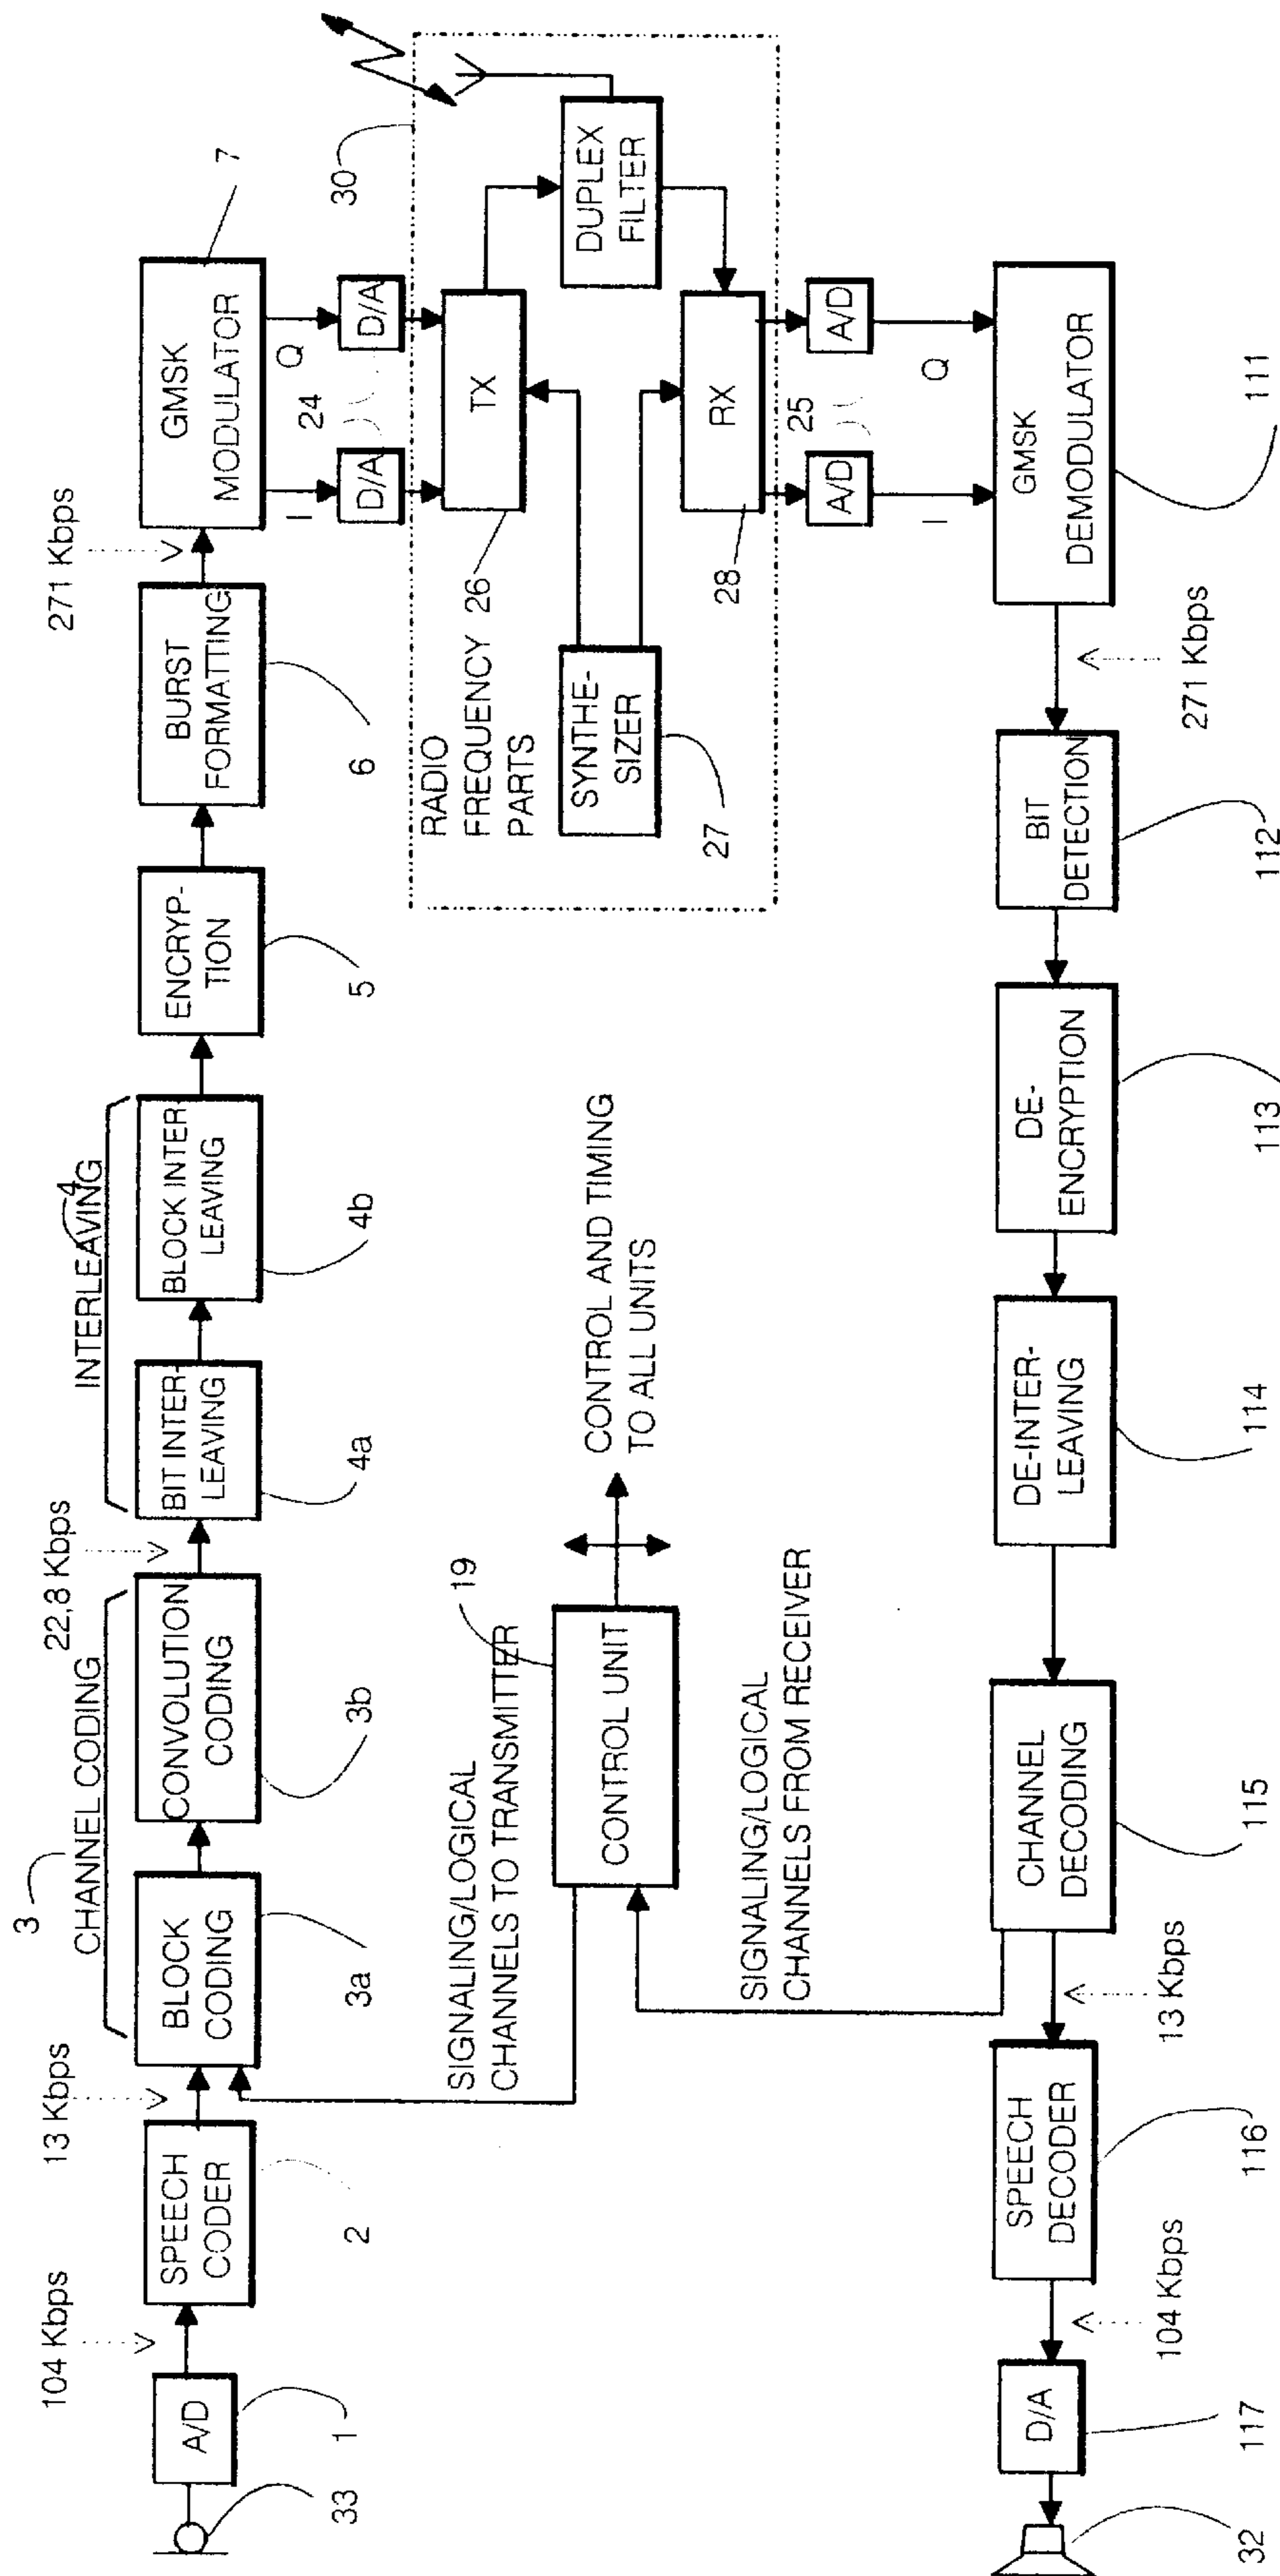 104 Kbps
13 Kbps
3
CHANNEL CODING
22,8 Kbps
4
INTERLEAVING
271 Kbps
A/D
SPEECH
CODER
BLOCK
CODING
CONVOLUTION
CODING
BIT INTER-
LEAVING
BLOCK INTER
LEAVING
ENCRYP-
TION
BURST
FORMATTING
GMSK
MODULATOR
33
1
2
3a
3b
4a
4b
5
6
7
I
24
Q
D/A
D/A
30
RADIO
FREQUENCY
PARTS
26
TX
SYNTHE-
SIZER
27
DUPLEX
FILTER
28
RX
SIGNALING/LOGICAL
CHANNELS TO TRANSMITTER
19
CONTROL UNIT
CONTROL AND TIMING
TO ALL UNITS
SIGNALING/LOGICAL
CHANNELS FROM RECEIVER
A/D
25
A/D
I
Q
D/A
SPEECH
DECODER
CHANNEL
DECODING
DE-INTER-
LEAVING
DE-
ENCRYPTION
BIT
DETECTION
GMSK
DEMODULATOR
104 Kbps
13 Kbps
271 Kbps
32
117
116
115
114
113
112
111